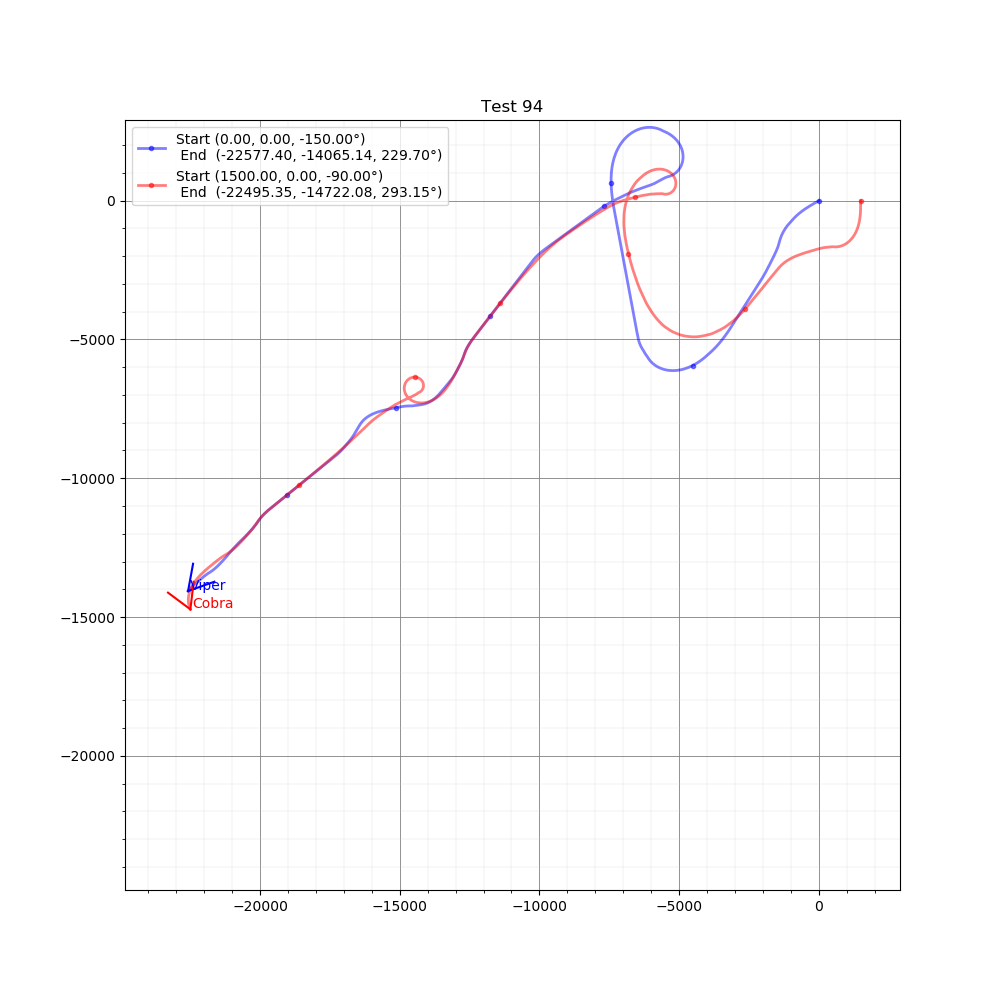 Test 94
Start (0.00, 0.00, -150.00°)
End (-22577.40, -14065.14, 229.70°)
Start (1500.00, 0.00, -90.00°)
End (-22495.35, -14722.08, 293.15°)
0
−5000
−10000
−15000
−20000
Viper
Cobra
−20000
−15000
−10000
−5000
0